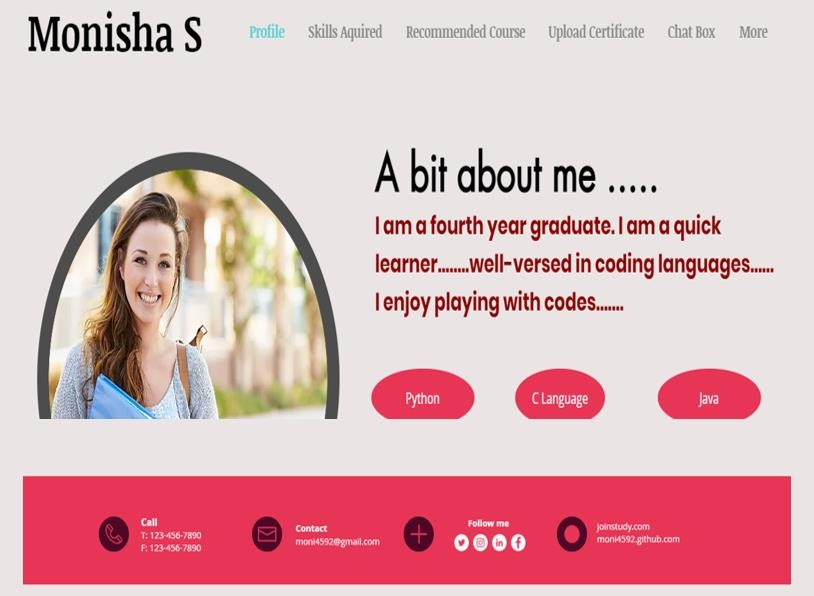 Monisha S
Profile Skills Aquired Recommended Course Upload Certificate Chat Box More
A bit about me .....
I am a fourth year graduate. I am a quick
learner........well-versed in coding languages......
I enjoy playing with codes.......
Python C Language Java
Call
T: 123-456-7890
F: 123-456-7890
Contact
moni4592@gmail.com
Follow me
joinstudy.com
moni4592.github.com